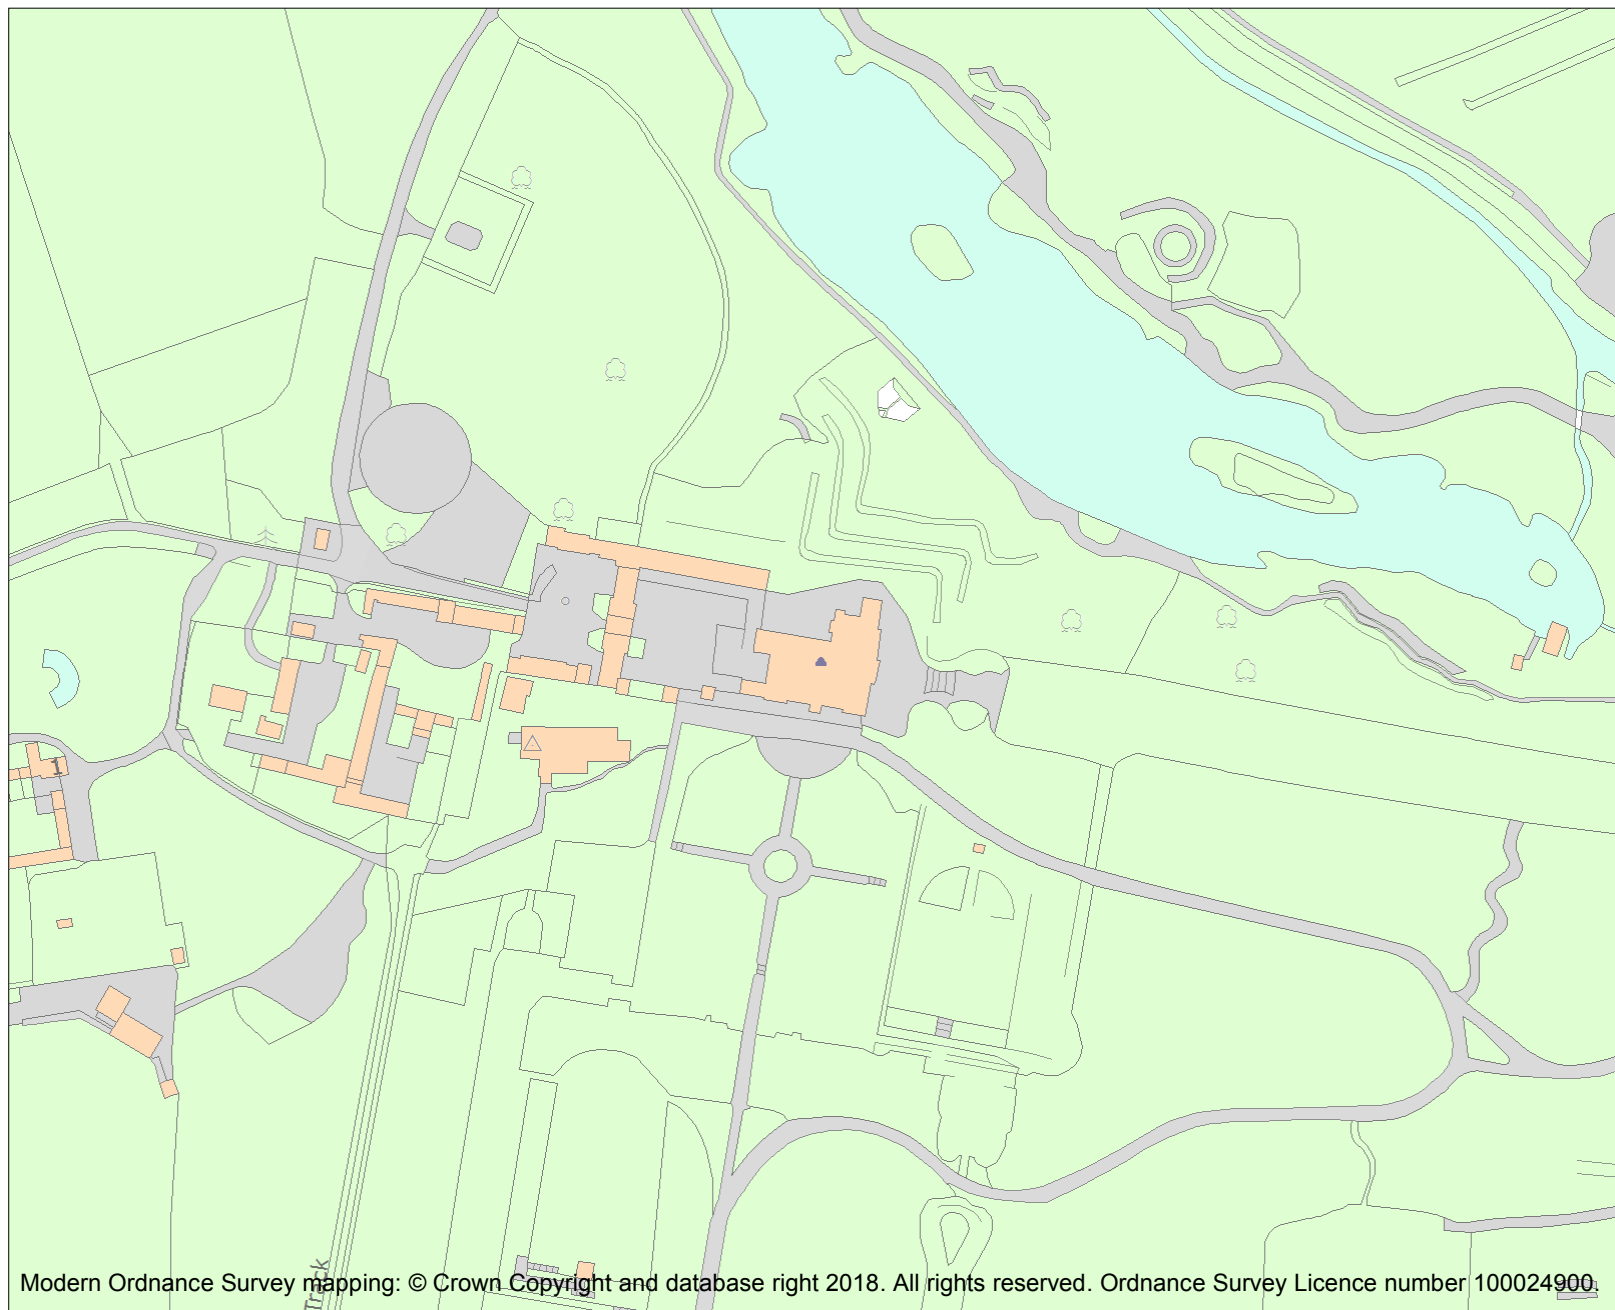 1
Track
Modern Ordnance Survey mapping: © Crown Copyright and database right 2018. All rights reserved. Ordnance Survey Licence number 100024900.